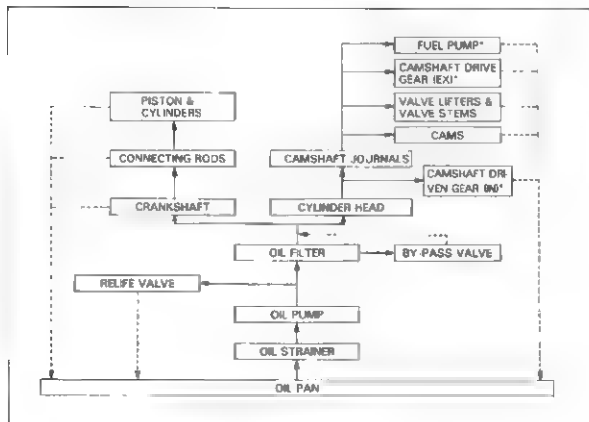 FUEL PUMP*
CAMSHAFT DRIVE
GEAR (EX)*
PISTON &
CYLINDERS
VALVE LIFTERS &
VALVE STEMS
CAMS
CONNECTING RODS
CAMSHAFT JOURNALS
CAMSHAFT DRI
VEN GEAR (IN)*
CRANKSHAFT
CYLINDER HEAD
OIL FILTER
BY-PASS VALVE
RELIFE VALVE
OIL PUMP
OIL STRAINER
OIL PAN